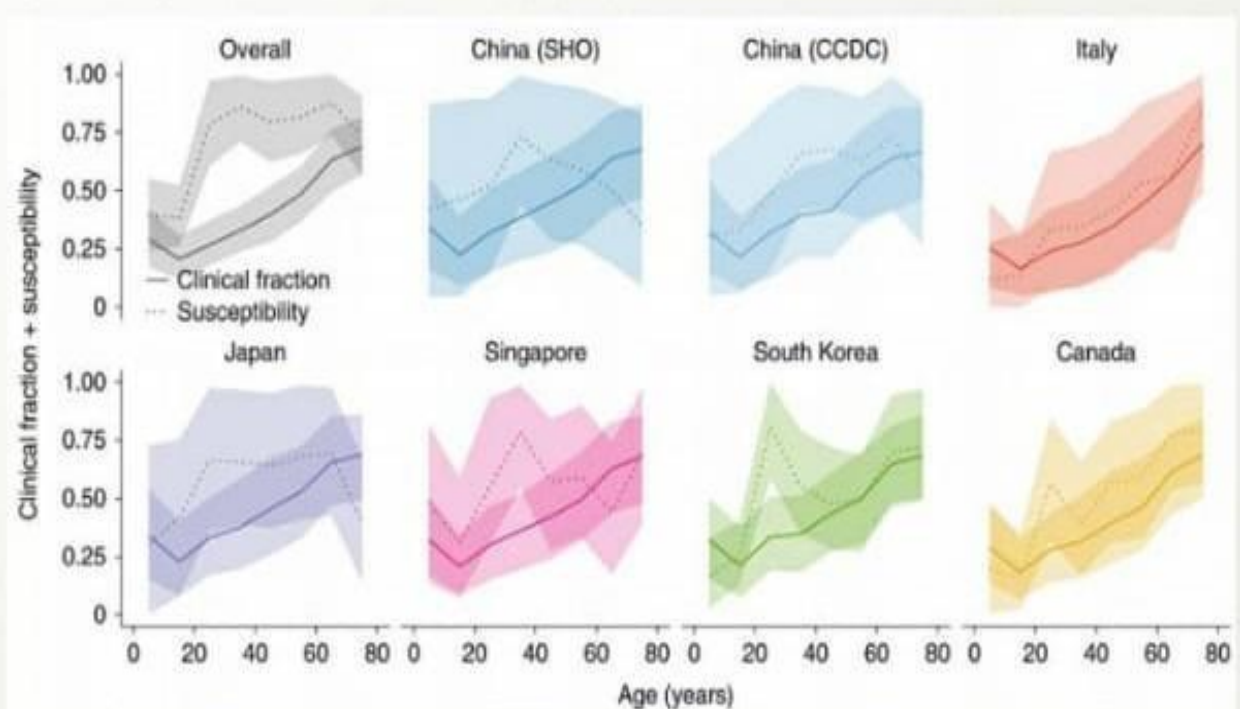 Overall
China (SHO)
China (CCDC)
Italy
1.00
0.75
0.50
0.25
0
Clinical fraction
Susceptibility
Clinical fraction + susceptibility
Japan
Singapore
South Korea
Canada
1.00
0.75
0.50
0.25
0
0 20 40 60 80
0 20 40 60 80
0 20 40 60 80
0 20 40 60 80
Age (years)